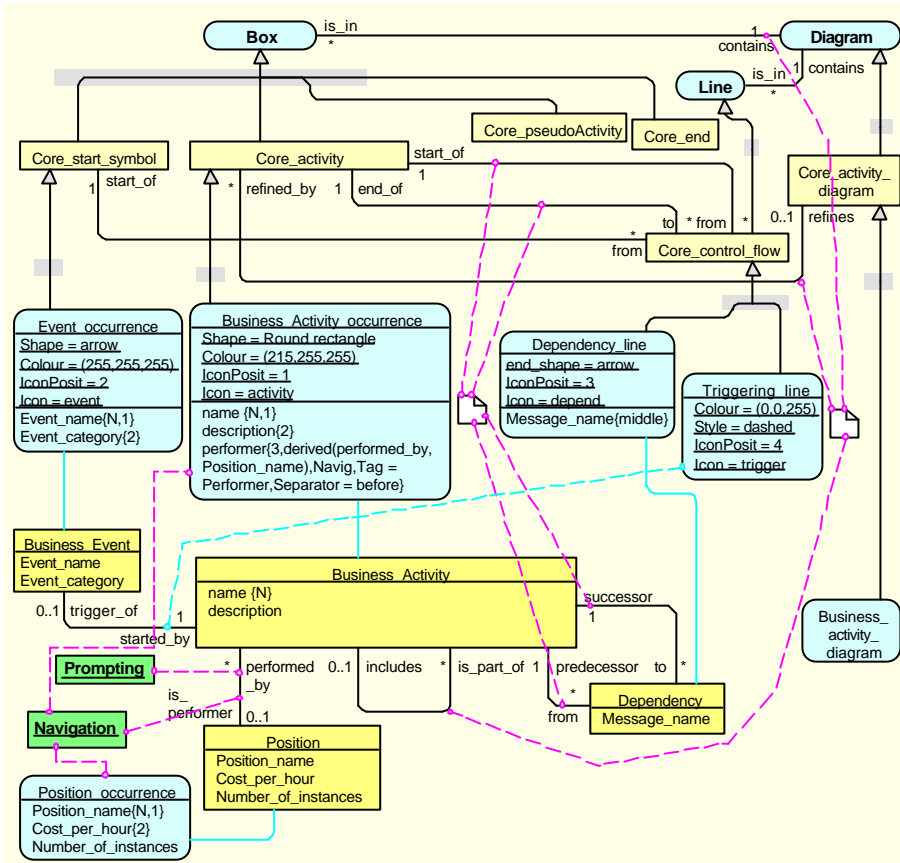 is_in
Box
*
1
contains
Diagram
is_in
1
contains
Line
*
Core_pseudoActivity
Core_end
Core_start_symbol
Core_activity
start_of
1
start_of
*
refined_by
1
end_of
1
Core_activity_
diagram
0..1
refines
to
*
from
*
*
from
Core_control_flow
Event_occurrence
Shape = arrow
Colour = (255,255,255)
IconPosit = 2
Icon = event
Event_name{N,1}
Event_category{2}
Business_Activity_occurrence
Shape = Round rectangle
Colour = (215,255,255)
IconPosit = 1
Icon = activity
name {N,1}
description{2}
performer{3,derived(performed_by,
Position_name),Navig,Tag =
Performer,Separator = before}
Dependency_line
end_shape = arrow
IconPosit = 3
Icon = depend
Message_name{middle}
Triggering_line
Colour = (0,0,255)
Style = dashed
IconPosit = 4
Icon = trigger
Business_Event
Event_name
Event_category
Business_Activity
name {N}
description
0..1
trigger_of
1
started_by
successor
1
Business_
activity_
diagram
*
performed
_by
0..1
includes
*
is_part_of
1
predecessor
to
*
Prompting
is_
performer
0..1
*
from
Dependency
Message_name
Navigation
Position
Position_name
Cost_per_hour
Number_of_instances
Position_occurrence
Position_name{N,1}
Cost_per_hour{2}
Number_of_instances